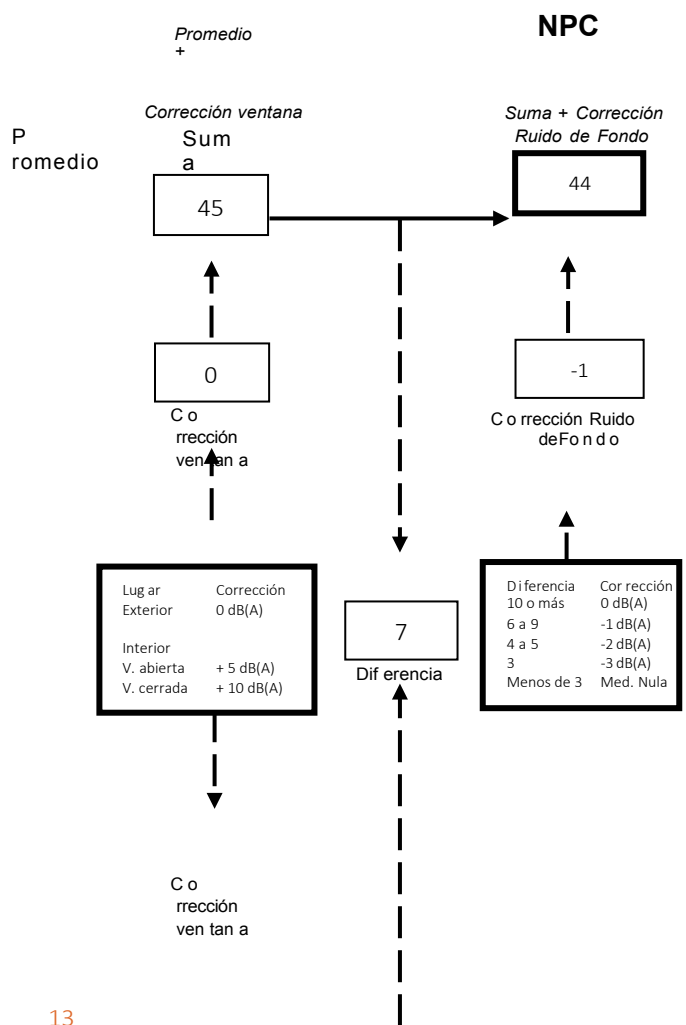 NPC
Promedio
+
Corrección ventana
Suma + Corrección
Ruido de Fondo
P
romedio
Sum
a
45
44
0
-1
C o
rrección
ven tan a
C o rrección Ruido
deFo n d o
Lug ar Corrección
Exterior 0 dB(A)
Interior
V. abierta + 5 dB(A)
V. cerrada + 10 dB(A)
7
Dif erencia
D i ferencia Cor rección
10 o más 0 dB(A)
6 a 9 -1 dB(A)
4 a 5 -2 dB(A)
3 -3 dB(A)
Menos de 3 Med. Nula
C o
rrección
ven tan a
13